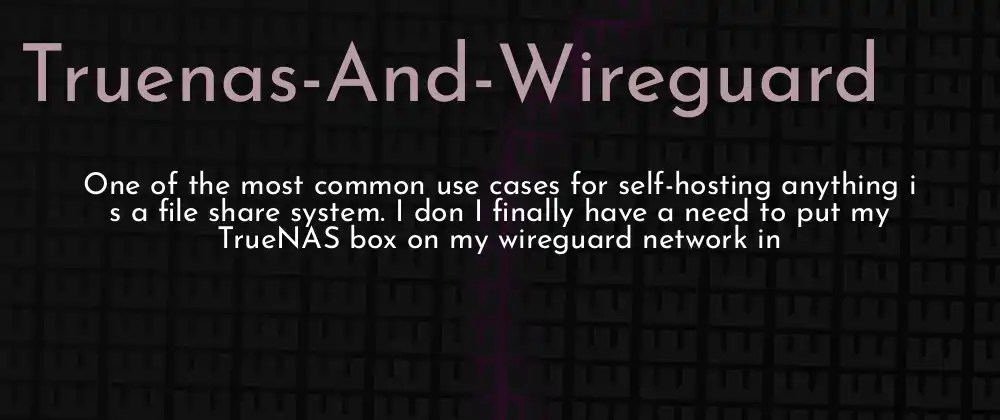 Truenas-And-Wireguard
One of the most common use cases for self-hosting anything i
s a file share system. I don I finally have a need to put my
TrueNAS box on my wireguard network in